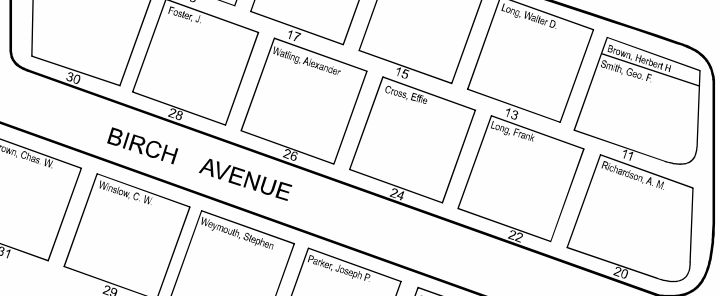 Foster, J.
17
15
Long, Walter D.
13
Brown, Herbert H
Smith, Geo. F.
11
30
28
Watling, Alexander
26
Cross, Effie
24
Long, Frank
22
Richardson, A. M.
20
BIRCH AVENUE
rown, Chas. W.
31
Winslow, C. W.
29
Weymouth, Stephen
Parker, Joseph P.